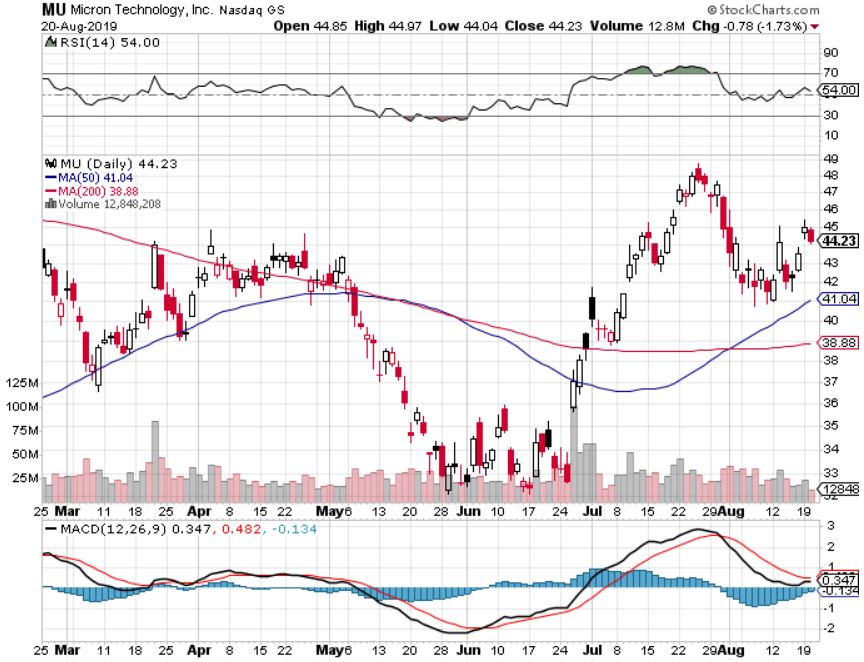 MU Micron Technology, Inc. Nasdaq GS © StockCharts.com
20-Aug-2019 Open 44.85 High 44.97 Low 44.04 Close 44.23 Volume 12.8M Chg -0.78 (-1.73%)
RSI(14) 54.00
90
70
54.00
30
10
MU (Daily) 44.23
MA(50) 41.04
MA(200) 38.88
Volume 12,848,208
49
48
47
46
45
44.23
43
42
41.04
40
38.88
38
37
36
35
34
33
12848
32
125M
100M
75M
50M
25M
25 Mar 11 18 25 Apr 8 15 22 May 6 13 20 28 Jun 10 17 24 Jul 8 15 22 29 Aug 12 19
MACD(12,26,9) 0.347, 0.482, -0.134
3
2
1
0.347
-0.134
-1
-2
25 Mar 11 18 25 Apr 8 15 22 May 6 13 20 28 Jun 10 17 24 Jul 8 15 22 29 Aug 12 19